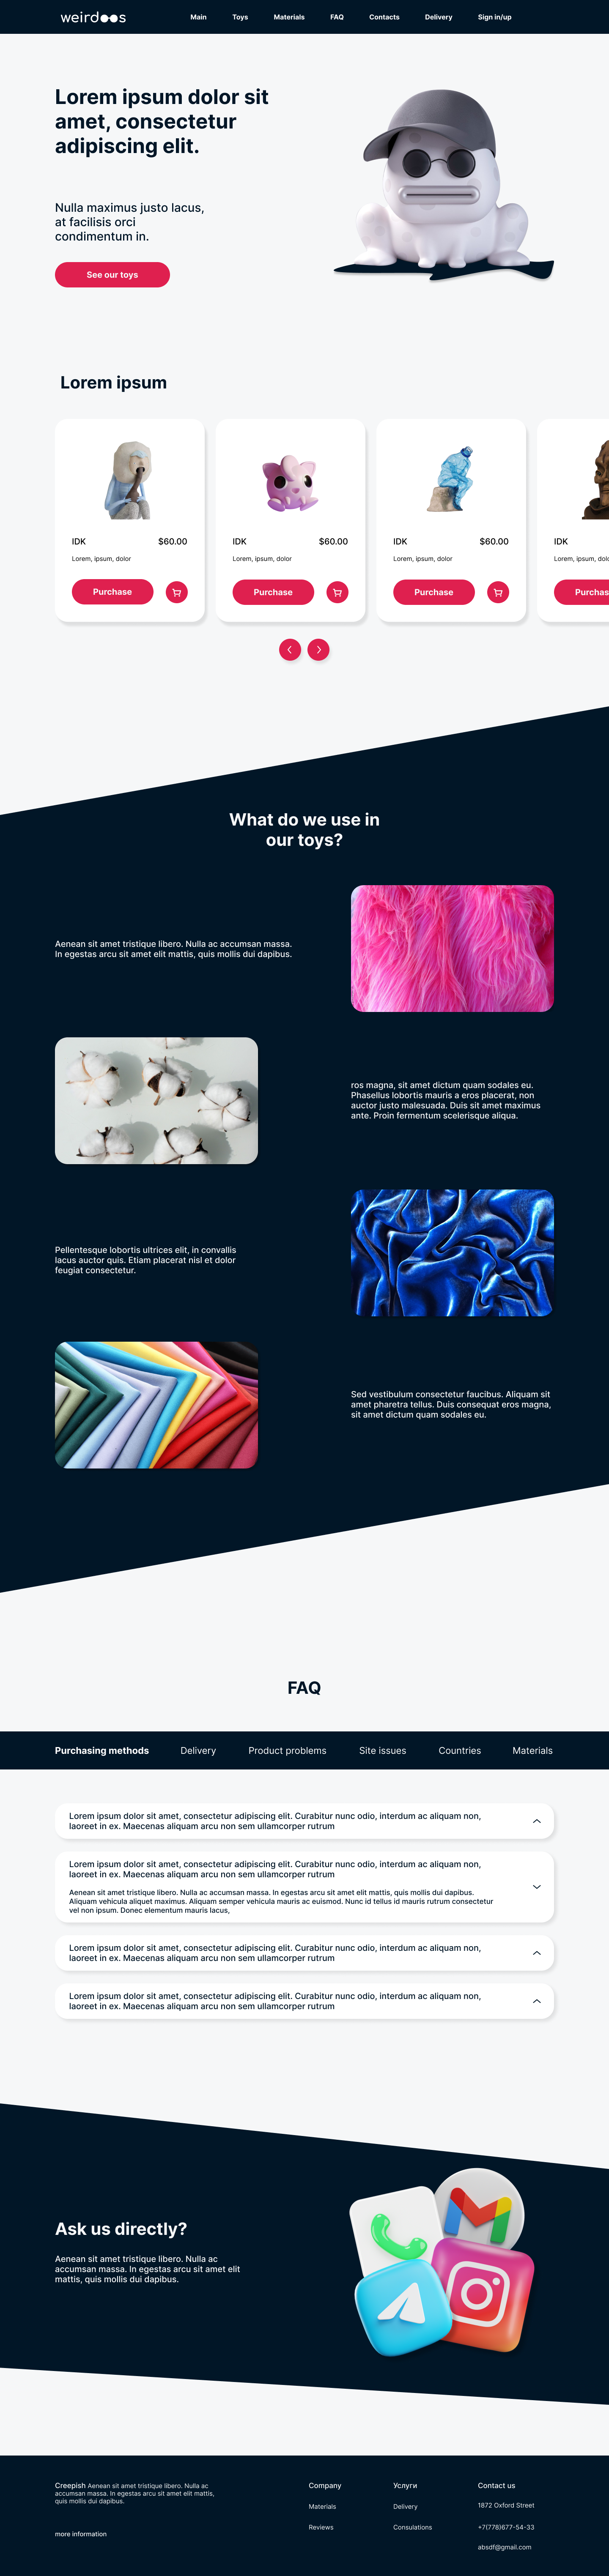 weirdoos
Main
Toys
Materials
FAQ
Contacts
Delivery
Sign in/up
Lorem ipsum dolor sit
amet, consectetur
adipiscing elit.
Nulla maximus justo lacus,
at facilisis orci
condimentum in.
See our toys
Lorem ipsum
IDK
$60.00
Lorem, ipsum, dolor
Purchase
IDK
$60.00
Lorem, ipsum, dolor
Purchase
IDK
$60.00
Lorem, ipsum, dolor
Purchase
IDK
Lorem, ipsum, dolo
Purchas
What do we use in
our toys?
Aenean sit amet tristique libero. Nulla ac accumsan massa.
In egestas arcu sit amet elit mattis, quis mollis dui dapibus.
ros magna, sit amet dictum quam sodales eu.
Phasellus lobortis mauris a eros placerat, non
auctor justo malesuada. Duis sit amet maximus
ante. Proin fermentum scelerisque aliqua.
Pellentesque lobortis ultrices elit, in convallis
lacus auctor quis. Etiam placerat nisl et dolor
feugiat consectetur.
Sed vestibulum consectetur faucibus. Aliquam sit
amet pharetra tellus. Duis consequat eros magna,
sit amet dictum quam sodales eu.
FAQ
Purchasing methods
Delivery
Product problems
Site issues
Countries
Materials
Lorem ipsum dolor sit amet, consectetur adipiscing elit. Curabitur nunc odio, interdum ac aliquam non,
laoreet in ex. Maecenas aliquam arcu non sem ullamcorper rutrum
Lorem ipsum dolor sit amet, consectetur adipiscing elit. Curabitur nunc odio, interdum ac aliquam non,
laoreet in ex. Maecenas aliquam arcu non sem ullamcorper rutrum
Aenean sit amet tristique libero. Nulla ac accumsan massa. In egestas arcu sit amet elit mattis, quis mollis dui dapibus.
Aliquam vehicula aliquet maximus. Aliquam semper vehicula mauris ac euismod. Nunc id tellus id mauris rutrum consectetur
vel non ipsum. Donec elementum mauris lacus,
Lorem ipsum dolor sit amet, consectetur adipiscing elit. Curabitur nunc odio, interdum ac aliquam non,
laoreet in ex. Maecenas aliquam arcu non sem ullamcorper rutrum
Lorem ipsum dolor sit amet, consectetur adipiscing elit. Curabitur nunc odio, interdum ac aliquam non,
laoreet in ex. Maecenas aliquam arcu non sem ullamcorper rutrum
Ask us directly?
Aenean sit amet tristique libero. Nulla ac
accumsan massa. In egestas arcu sit amet elit
mattis, quis mollis dui dapibus.
Creepish Aenean sit amet tristique libero. Nulla ac
accumsan massa. In egestas arcu sit amet elit mattis,
quis mollis dui dapibus.
more information
Company
Materials
Reviews
Услуги
Delivery
Consulations
Contact us
1872 Oxford Street
+7(778)677-54-33
absdf@gmail.com